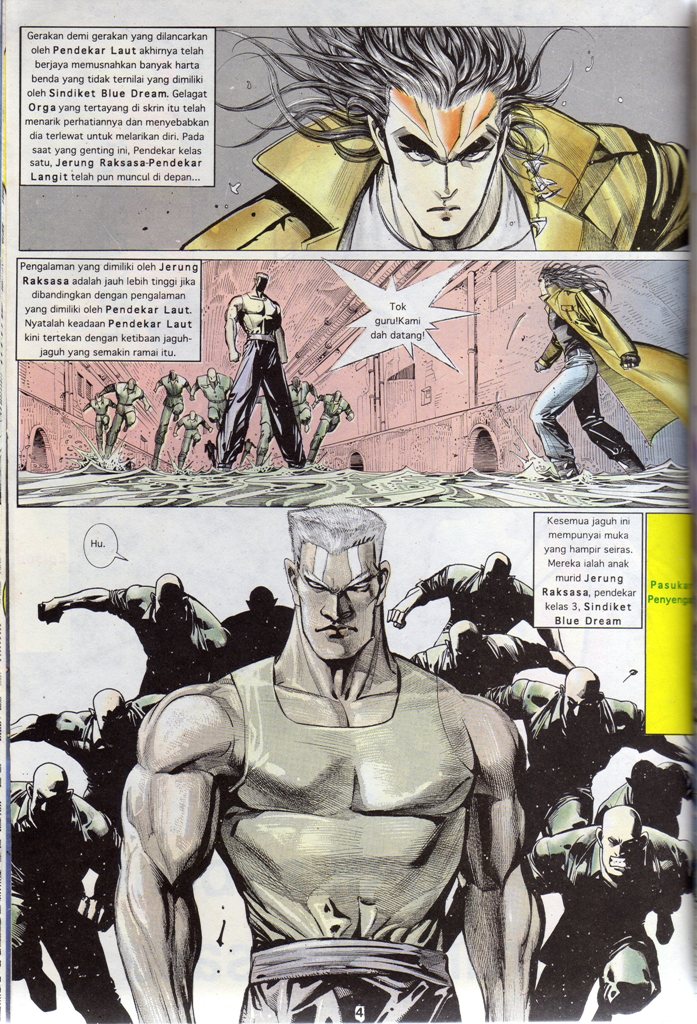 Gerakan demi gerakan yang dilancarkan
oleh Pendekar Laut akhirnya telah
berjaya memusnahkan banyak harta
benda yang tidak ternilai yang dimiliki
oleh Sindiket Blue Dream. Gelagat
Orga yang tertayang di skrin itu telah
menarik perhatiannya dan menyebabkan
dia terlewat untuk melarikan diri. Pada
saat yang genting ini, Pendekar kelas
satu, Jerung Raksasa-Pendekar
Langit telah pun muncul di depan...
Pengalaman yang dimiliki oleh Jerung
Raksasa adalah jauh lebih tinggi jika
dibandingkan dengan pengalaman
yang dimiliki oleh Pendekar Laut.
Nyatalah keadaan Pendekar Laut
kini tertekan dengan ketibaan jaguh-
jaguh yang semakin ramai itu.
Tok
guru!Kami
dah datang!
Hu.
Kesemua jaguh ini
mempunyai muka
yang hampir seiras.
Mereka ialah anak
murid Jerung
Raksasa, pendekar
kelas 3, Sindiket
Blue Dream
4